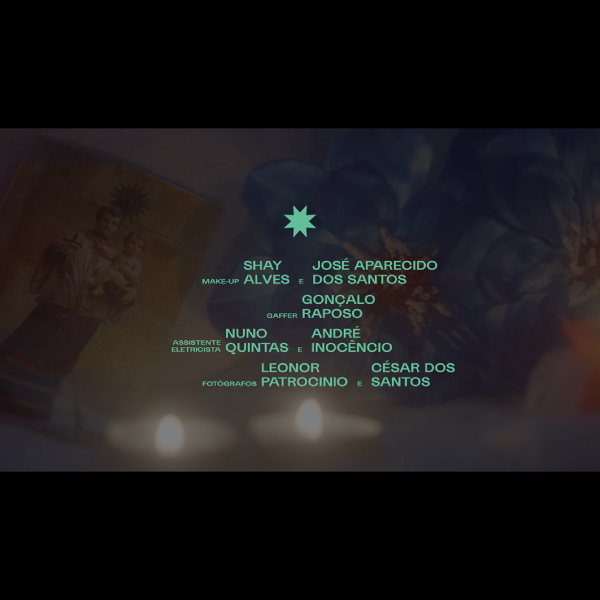 SHAY JOSÉ APARECIDO
MAKE-UP ALVES E DOS SANTOS
GONÇALO
GAFFER RAPOSO
NUNO ANDRÉ
ASSISTENTE
ELETRICISTA QUINTAS E INOCÊNCIO
LEONOR CÉSAR DOS
FOTÓGRAFOS PATROCINIO E SANTOS